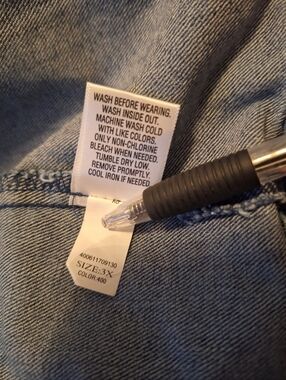 WASH BEFORE WEARING.
WASH INSIDE OUT.
MACHINE WASH COLD
WITH LIKE COLORS.
ONLY NON-CHLORINE
BLEACH WHEN NEEDED.
TUMBLE DRY LOW.
REMOVE PROMPTLY.
COOL IRON IF NEEDED
400611709130
SIZE:3X
COLOR:400